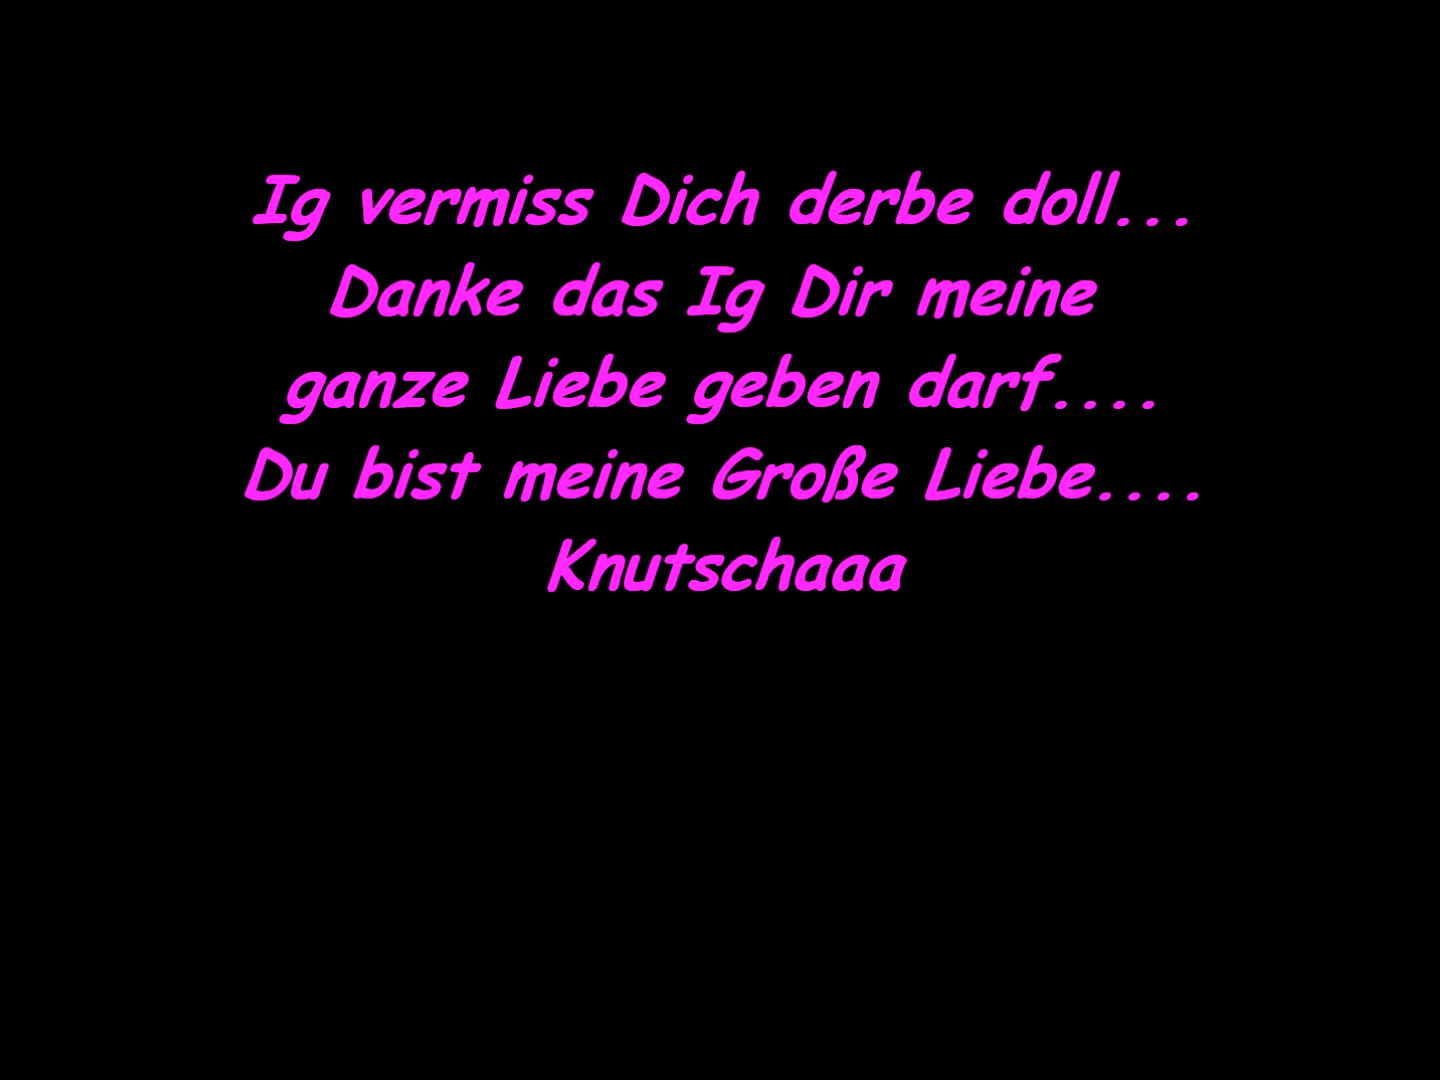 Ig vermiss Dich derbe doll...
Danke das Ig Dir meine
ganze Liebe geben darf....
Du bist meine Große Liebe....
Knutschaaa